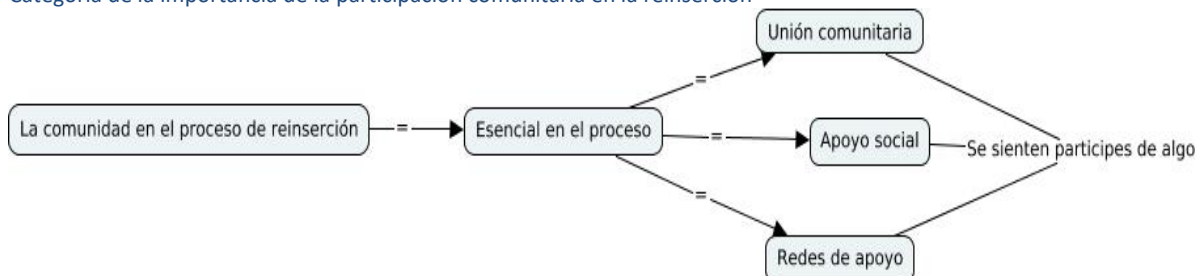 Categoría de la importancia de la participación comunitaria en la reinserción
Unión comunitaria
=
La comunidad en el proceso de reinserción
=
Esencial en el proceso
=
Apoyo social
Se sienten participes de algo
=
Redes de apoyo